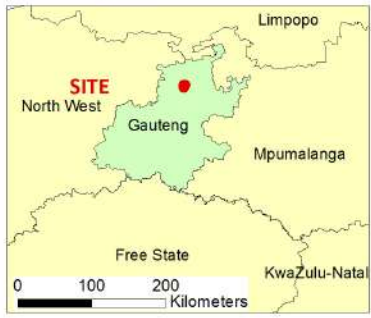 Limpopo
SITE
North West
Gauteng
Mpumalanga
Free State
KwaZulu-Natal
0 100 200
Kilometers